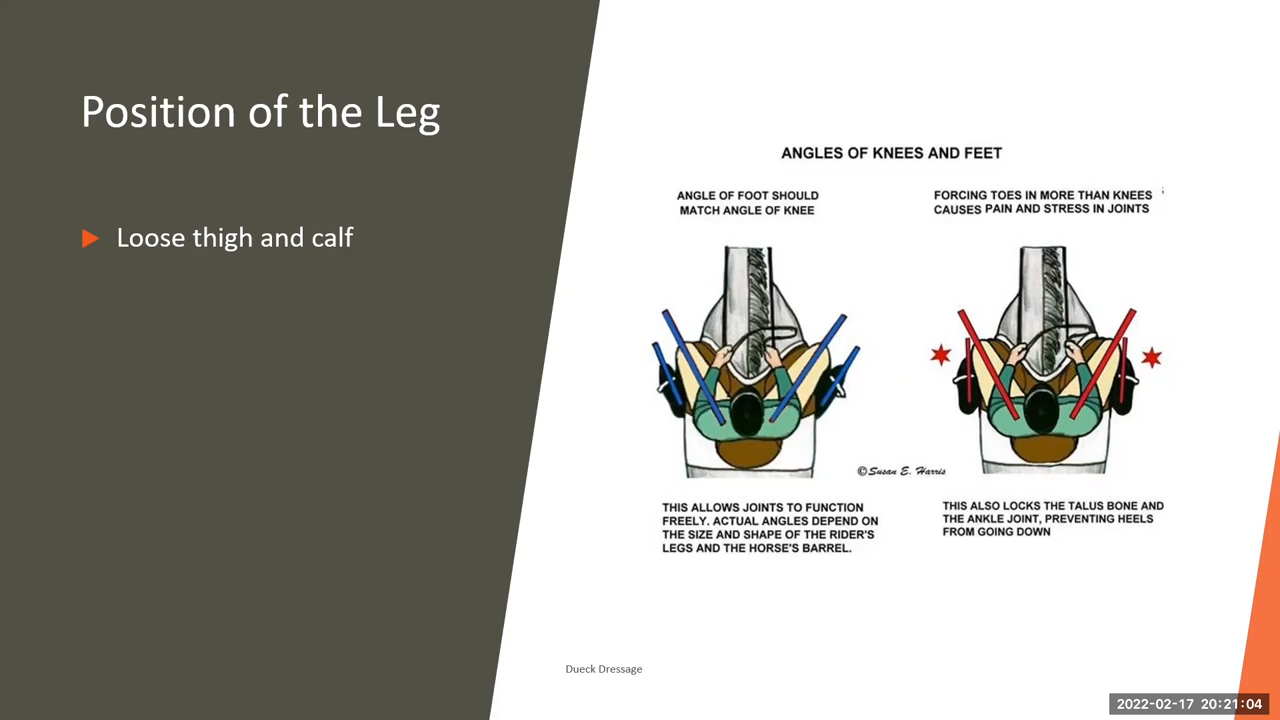 Position of the Leg
Loose thigh and calf
ANGLES OF KNEES AND FEET
ANGLE OF FOOT SHOULD
MATCH ANGLE OF KNEE
FORCING TOES IN MORE THAN KNEES
CAUSES PAIN AND STRESS IN JOINTS
©Susan E. Harris
THIS ALLOWS JOINTS TO FUNCTION
FREELY. ACTUAL ANGLES DEPEND ON
THE SIZE AND SHAPE OF THE RIDER'S
LEGS AND THE HORSE'S BARREL.
THIS ALSO LOCKS THE TALUS BONE AND
THE ANKLE JOINT, PREVENTING HEELS
FROM GOING DOWN
Dueck Dressage
2022-02-17 20:21:04